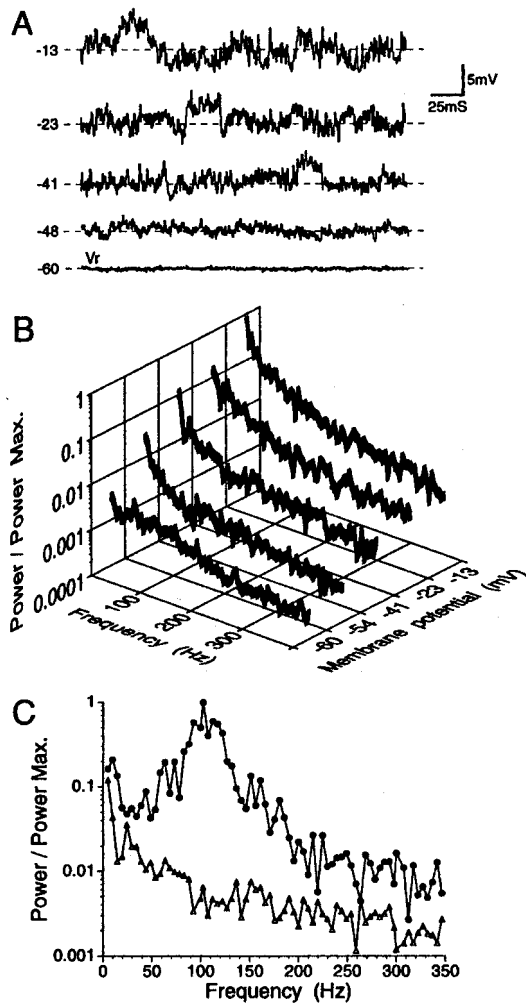 A
-13
5mV
25mS
-23
-41
-48
Vr
-60
B
1
0.1
0.01
0.001
0.0001
Power / Power Max.
100
200
300
Frequency (Hz)
-60
-54
-41
-23
-13
Membrane potential (mV)
C
1
0.1
0.01
0.001
Power / Power Max.
0 50 100 150 200 250 300 350
Frequency (Hz)